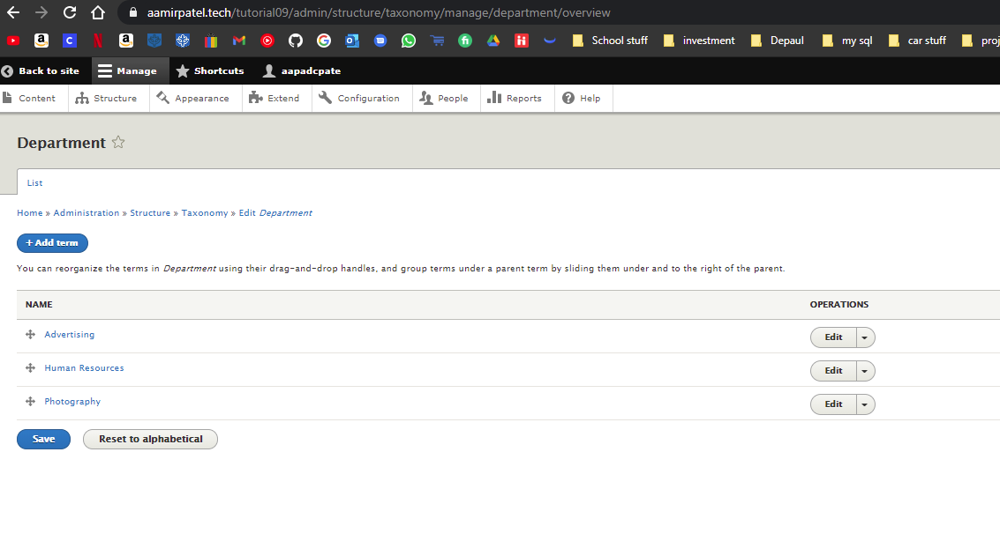 aamirpatel.tech/tutorial09/admin/structure/taxonomy/manage/department/overview
School stuff investment Depaul my sql car stuff proj
Back to site Manage Shortcuts aapadcpate
Content Structure Appearance Extend Configuration People Reports Help
Department
List
Home » Administration » Structure » Taxonomy » Edit Department
+ Add term
You can reorganize the terms in Department using their drag-and-drop handles, and group terms under a parent term by sliding them under and to the right of the parent.
NAME OPERATIONS
Advertising Edit
Human Resources Edit
Photography Edit
Save Reset to alphabetical